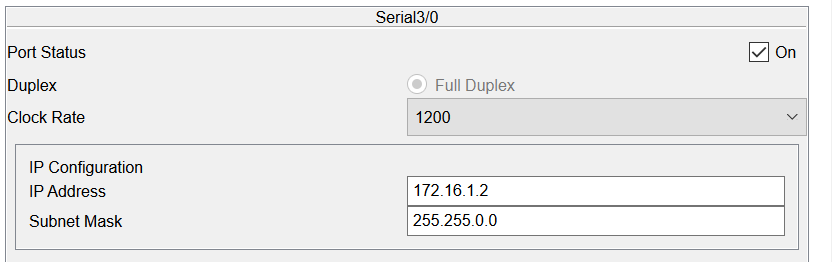 Serial3/0
Port Status On
Duplex Full Duplex
Clock Rate 1200
IP Configuration
IP Address 172.16.1.2
Subnet Mask 255.255.0.0